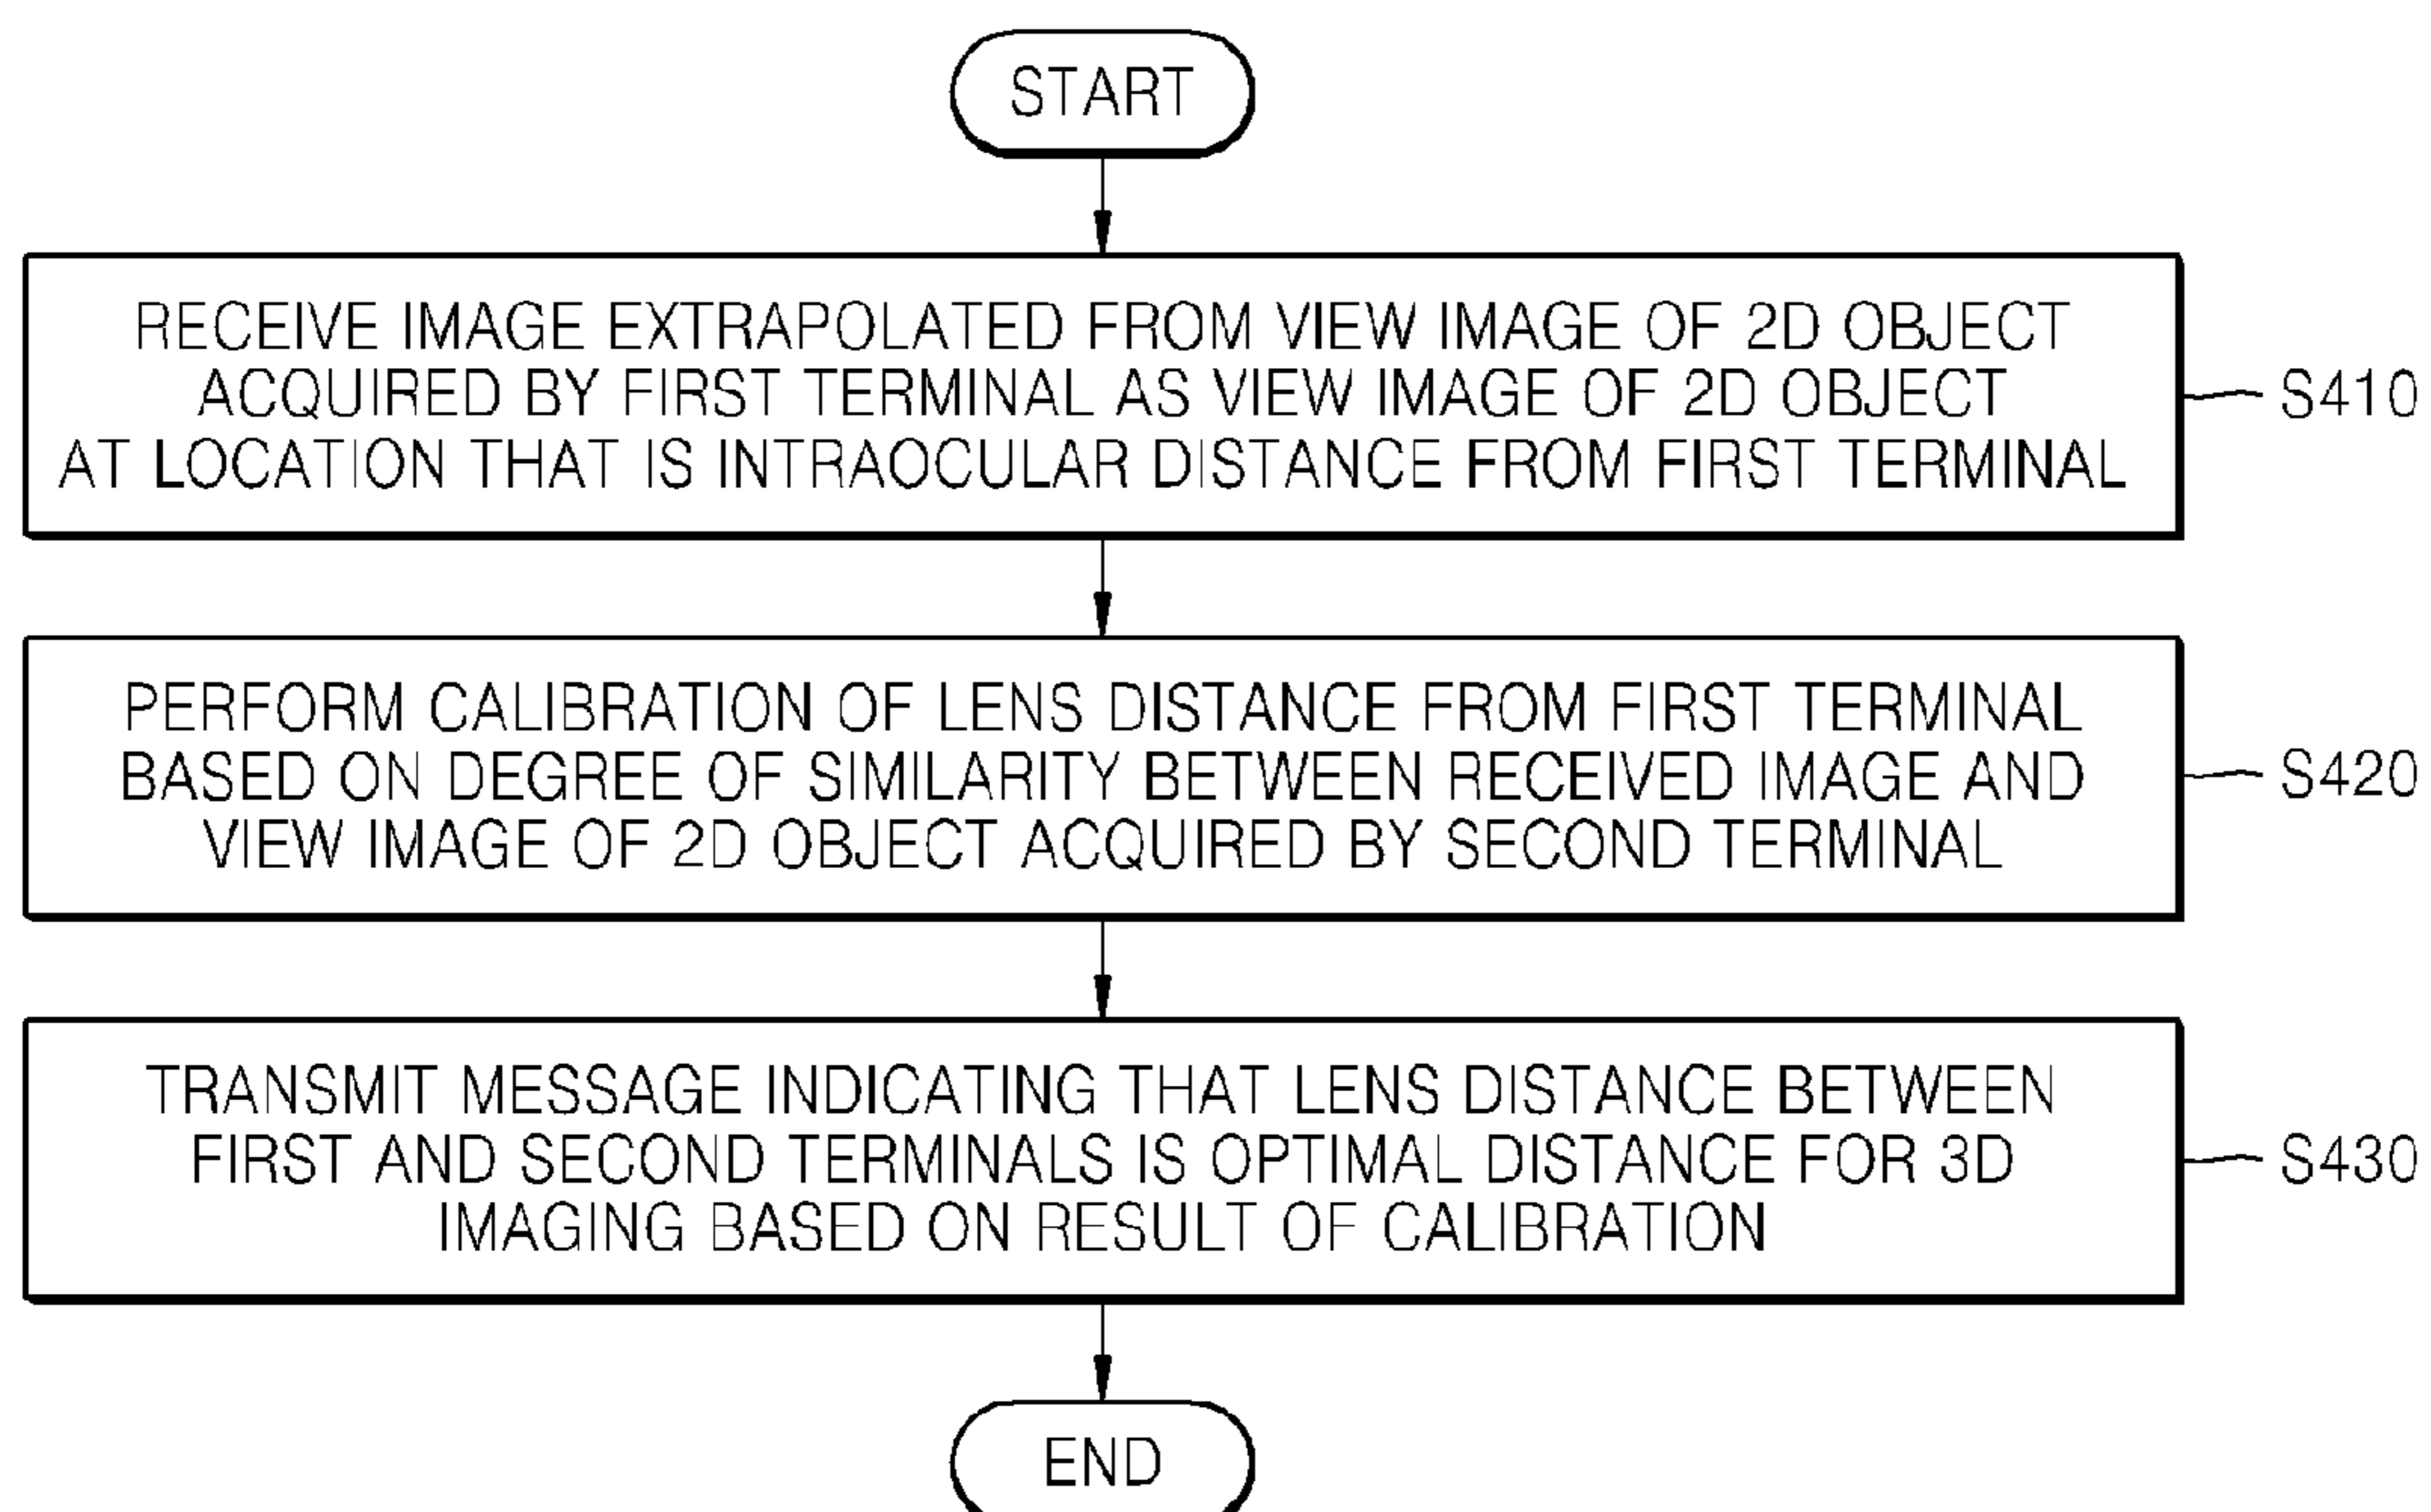 START
RECEIVE IMAGE EXTRAPOLATED FROM VIEW IMAGE OF 2D OBJECT
ACQUIRED BY FIRST TERMINAL AS VIEW IMAGE OF 2D OBJECT
AT LOCATION THAT IS INTRAOCULAR DISTANCE FROM FIRST TERMINAL
S410
PERFORM CALIBRATION OF LENS DISTANCE FROM FIRST TERMINAL
BASED ON DEGREE OF SIMILARITY BETWEEN RECEIVED IMAGE AND
VIEW IMAGE OF 2D OBJECT ACQUIRED BY SECOND TERMINAL
S420
TRANSMIT MESSAGE INDICATING THAT LENS DISTANCE BETWEEN
FIRST AND SECOND TERMINALS IS OPTIMAL DISTANCE FOR 3D
IMAGING BASED ON RESULT OF CALIBRATION
S430
END